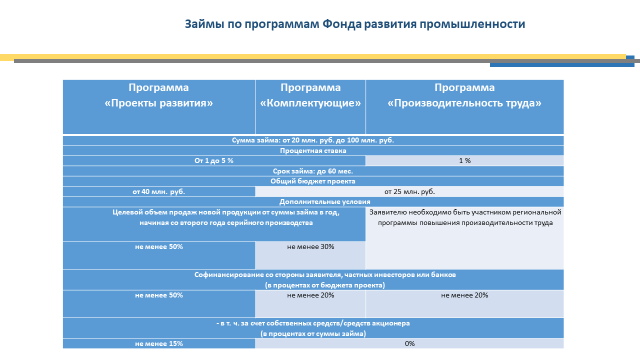 Займы по программам Фонда развития промышленности
Программа
«Проекты развития»
Программа
«Комплектующие»
Программа
«Производительность труда»
Сумма займа: от 20 млн. руб. до 100 млн. руб.
Процентная ставка
От 1 до 5 %
1 %
Срок займа: до 60 мес.
Общий бюджет проекта
от 40 млн. руб.
от 25 млн. руб.
Дополнительные условия
Целевой объем продаж новой продукции от суммы займа в год,
начиная со второго года серийного производства
Заявителю необходимо быть участником региональной
программы повышения производительности труда
не менее 50%
не менее 30%
Софинансирование со стороны заявителя, частных инвесторов или банков
(в процентах от бюджета проекта)
не менее 50%
не менее 20%
не менее 20%
- в т. ч. за счет собственных средств/средств акционера
(в процентах от суммы займа)
не менее 15%
0%